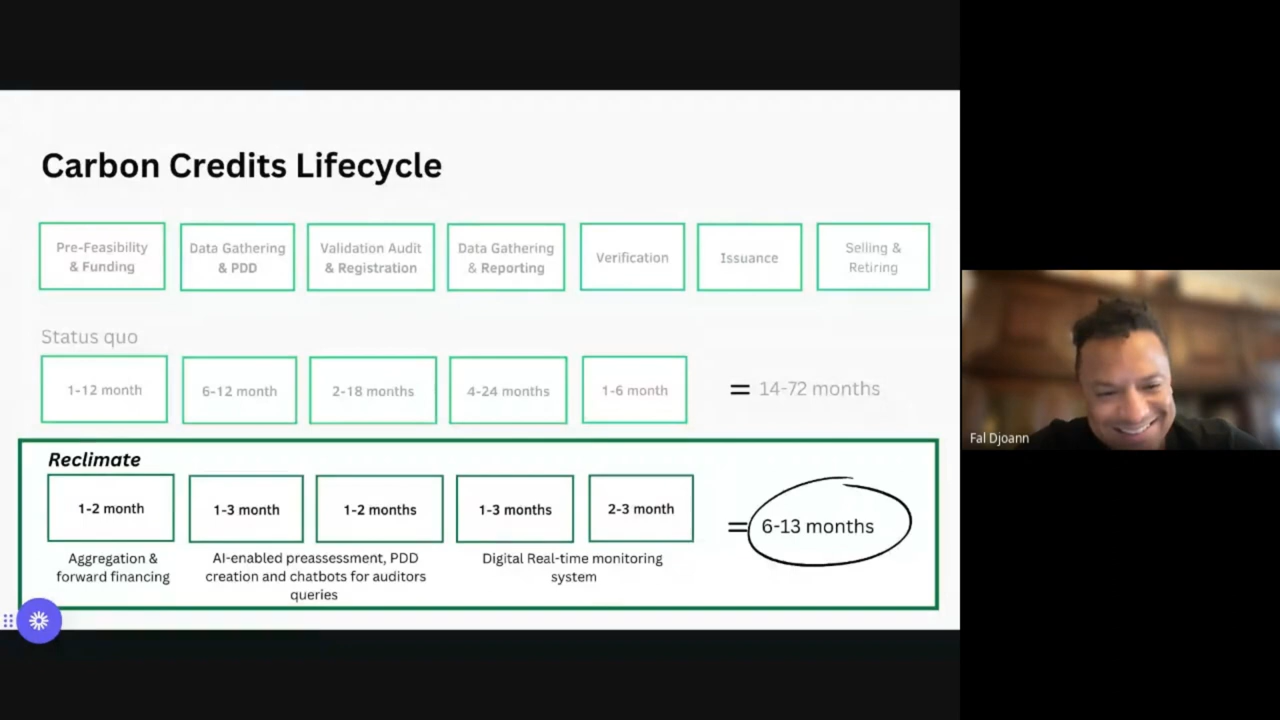 Carbon Credits Lifecycle
Pre-Feasibility
& Funding
Data Gathering
& PDD
Validation Audit
& Registration
Data Gathering
& Reporting
Verification
Issuance
Selling &
Retiring
Status quo
1-12 month
6-12 month
2-18 months
4-24 months
1-6 month
= 14-72 months
Reclimate
1-2 month
1-3 month
1-2 months
1-3 months
2-3 month
= 6-13 months
Aggregation &
forward financing
AI-enabled preassessment, PDD
creation and chatbots for auditors
queries
Digital Real-time monitoring
system
Fal Djoann